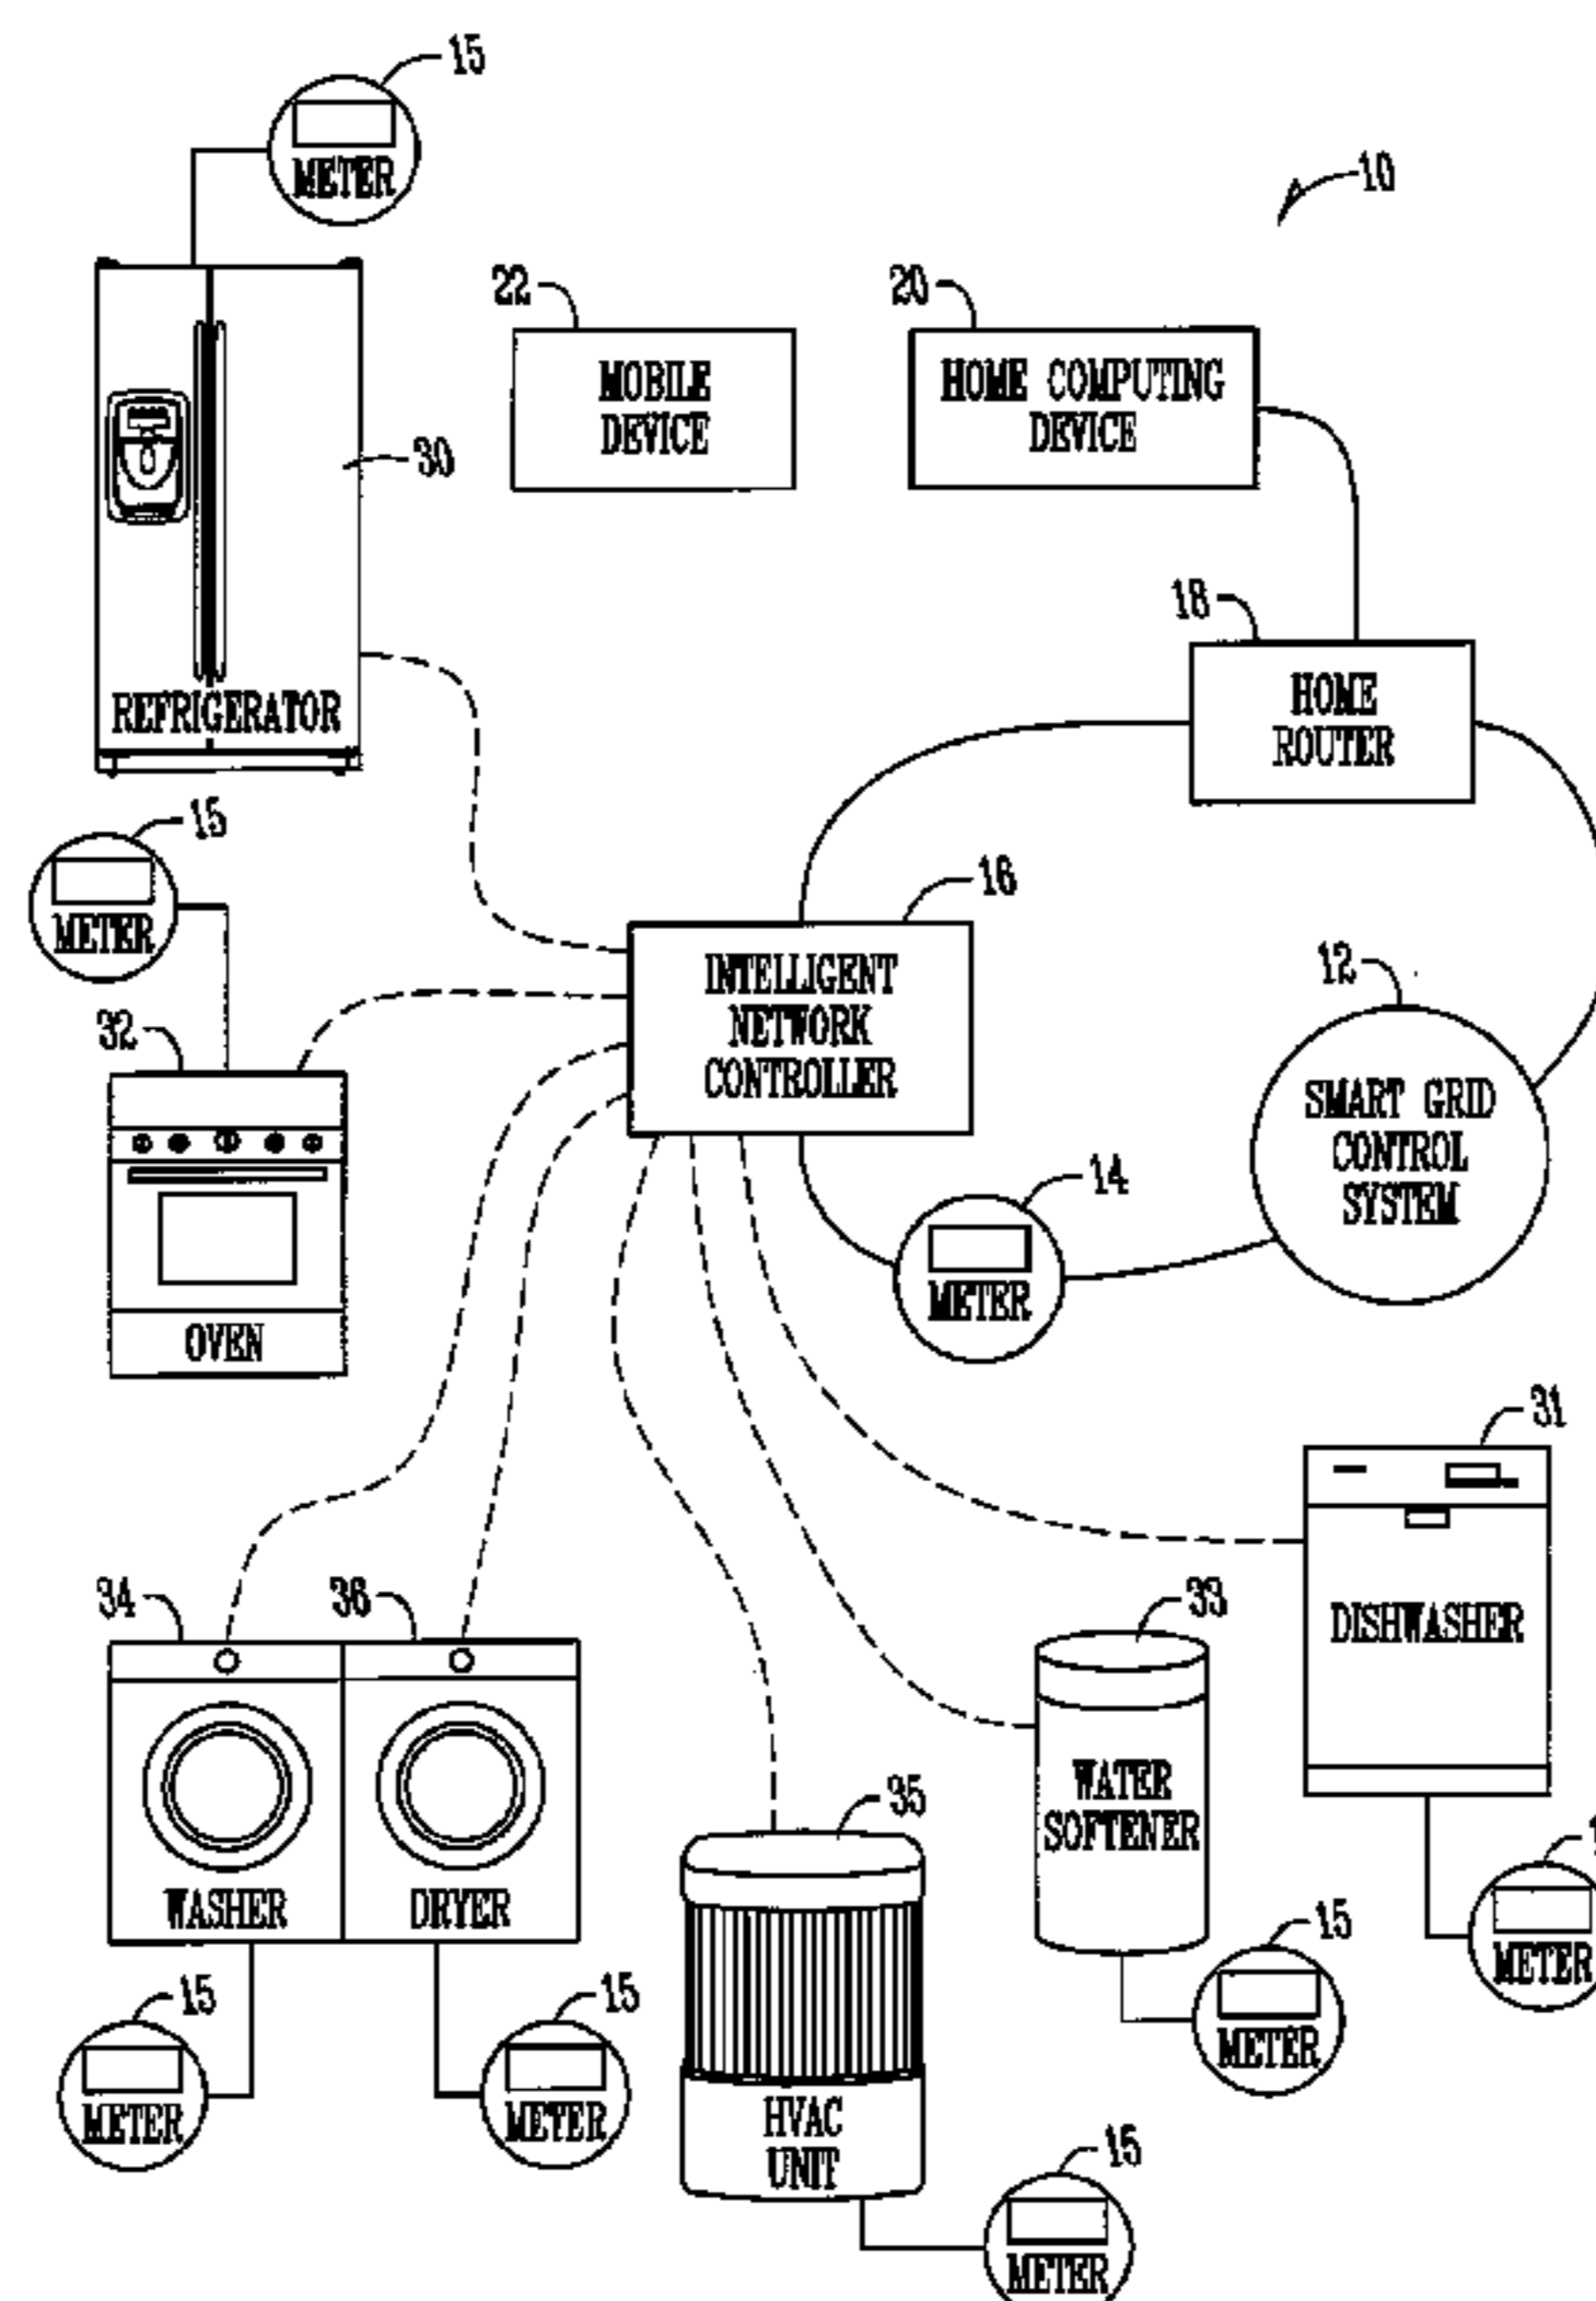 15
METER
10
22
20
MOBILE
DEVICE
HOME COMPUTING
DEVICE
30
18
REFRIGERATOR
HOME
ROUTER
15
METER
16
INTELLIGENT
NETWORK
CONTROLLER
12
32
SMART GRID
CONTROL
SYSTEM
14
METER
OVEN
31
34
36
33
DISHWASHER
WATER
SOFTENER
35
WASHER
DRYER
METER
15
METER
15
METER
15
METER
HVAC
UNIT
15
METER